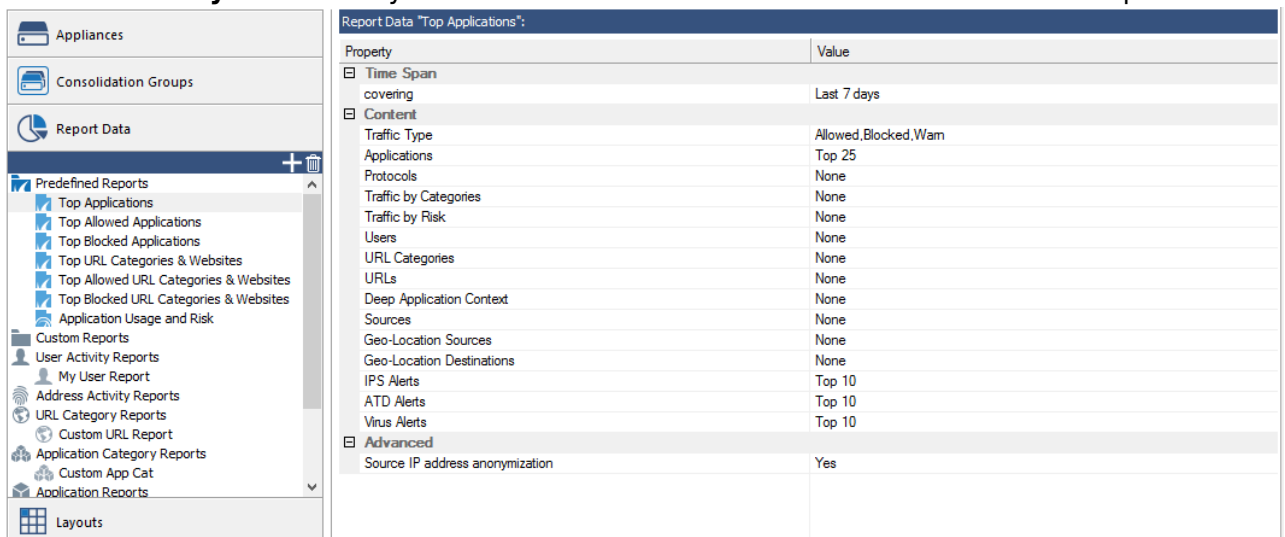 Appliances
Consolidation Groups
Report Data
Predefined Reports
Top Applications
Top Allowed Applications
Top Blocked Applications
Top URL Categories & Websites
Top Allowed URL Categories & Websites
Top Blocked URL Categories & Websites
Application Usage and Risk
Custom Reports
User Activity Reports
My User Report
Address Activity Reports
URL Category Reports
Custom URL Report
Application Category Reports
Custom App Cat
Application Reports
Layouts
Report Data "Top Applications":
Property Value
Time Span
covering Last 7 days
Content
Traffic Type Allowed,Blocked,Warn
Applications Top 25
Protocols None
Traffic by Categories None
Traffic by Risk None
Users None
URL Categories None
URLs None
Deep Application Context None
Sources None
Geo-Location Sources None
Geo-Location Destinations None
IPS Alerts Top 10
ATD Alerts Top 10
Virus Alerts Top 10
Advanced
Source IP address anonymization Yes